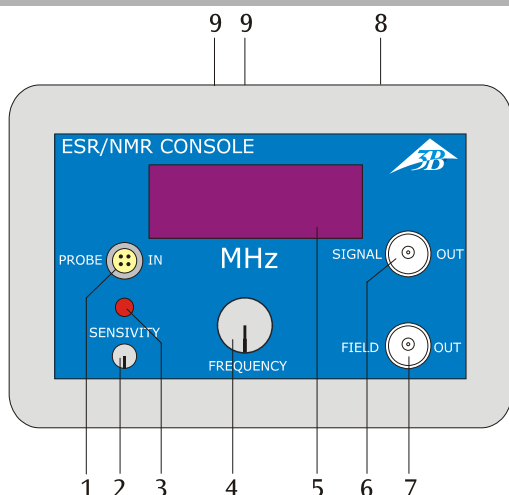 9 9 8
ESR/NMR CONSOLE
3B
MHz
PROBE IN
SIGNAL OUT
SENSIVITY
FREQUENCY
FIELD OUT
1 2 3 4 5 6 7